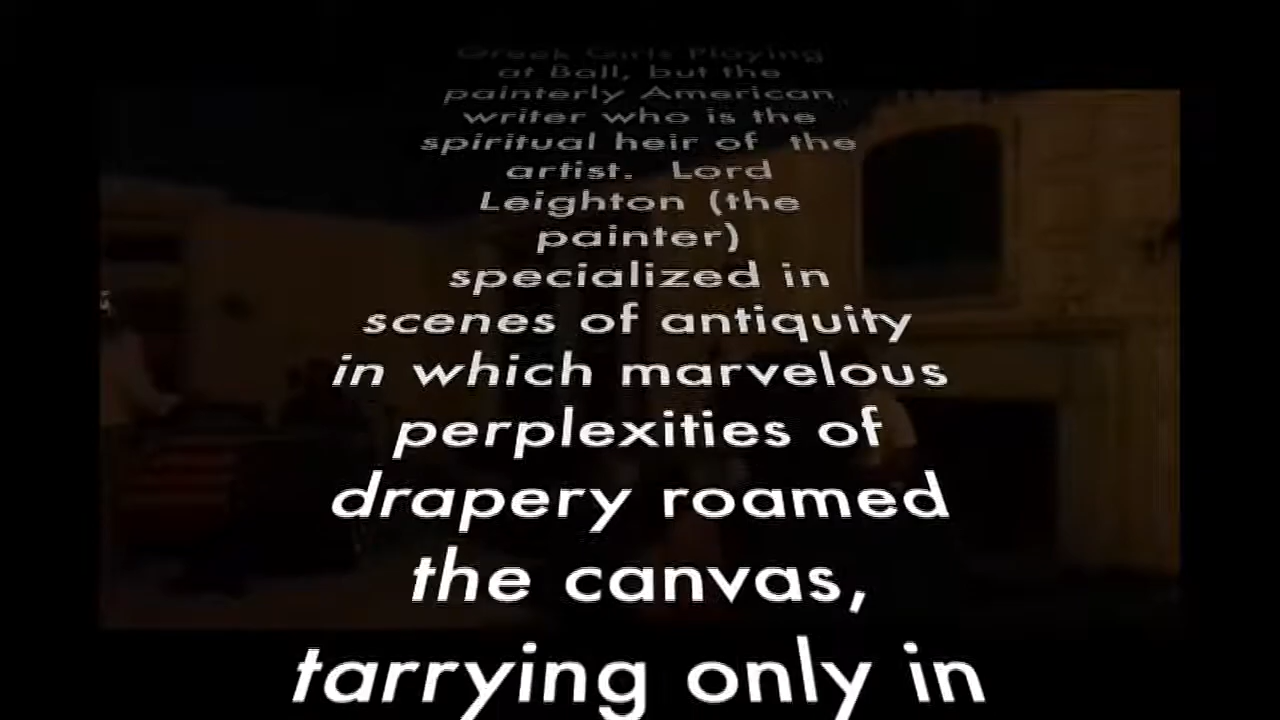 Greek Girls Playing
at Ball, but the
painterly American
writer who is the
spiritual heir of the
artist. Lord
Leighton (the
painter)
specialized in
scenes of antiquity
in which marvelous
perplexities of
drapery roamed
the canvas,
tarrying only in